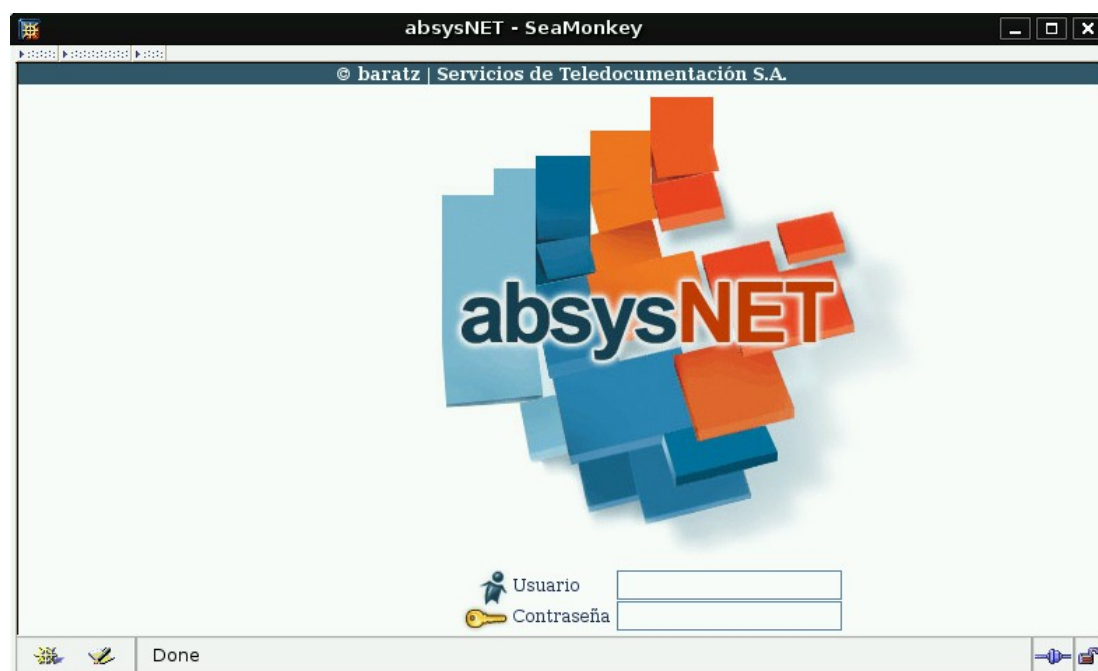 absysNET - SeaMonkey
© baratz | Servicios de Teledocumentación S.A.
absysNET
Usuario
Contraseña
Done